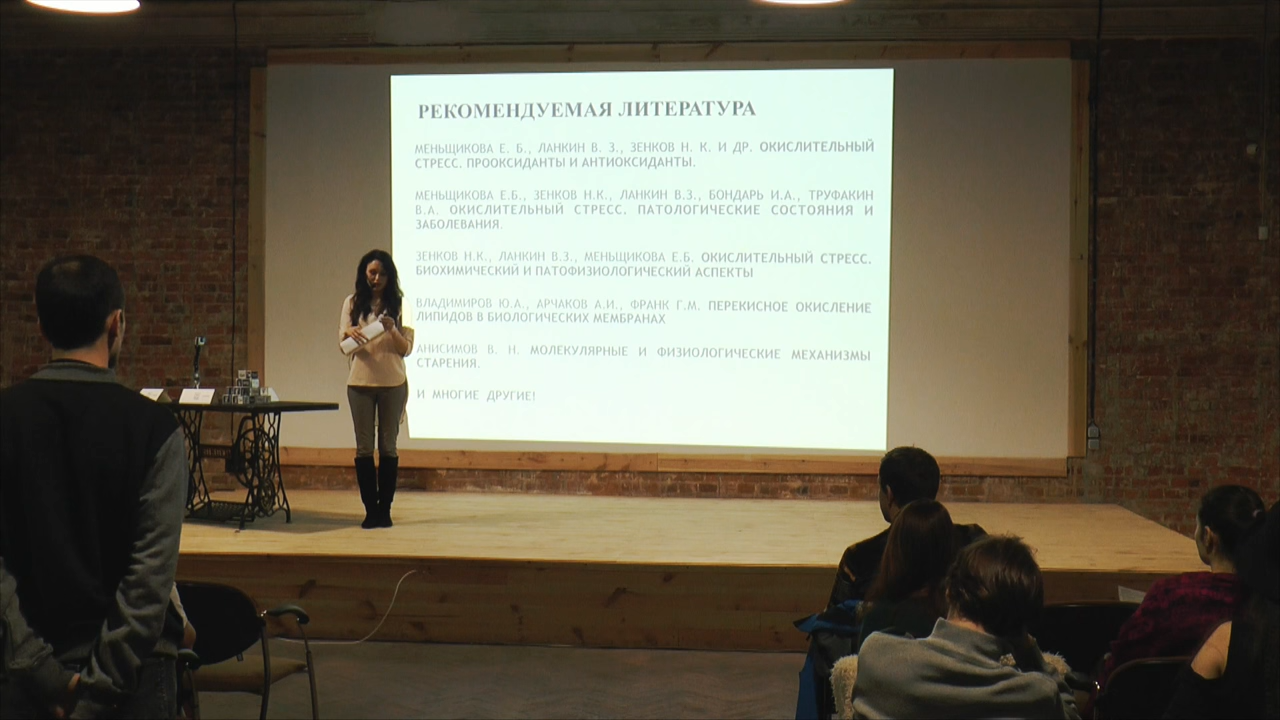 РЕКОМЕНДУЕМАЯ ЛИТЕРАТУРА
МЕНЬЩИКОВА Е. Б., ЛАНКИН В. З., ЗЕНКОВ Н. К. И ДР. ОКИСЛИТЕЛЬНЫЙ
СТРЕСС. ПРООКСИДАНТЫ И АНТИОКСИДАНТЫ.
МЕНЬЩИКОВА Е.Б., ЗЕНКОВ Н.К., ЛАНКИН В.З., БОНДАРЬ И.А., ТРУФАКИН
В.А. ОКИСЛИТЕЛЬНЫЙ СТРЕСС. ПАТОЛОГИЧЕСКИЕ СОСТОЯНИЯ И
ЗАБОЛЕВАНИЯ.
ЗЕНКОВ Н.К., ЛАНКИН В.З., МЕНЬЩИКОВА Е.Б. ОКИСЛИТЕЛЬНЫЙ СТРЕСС.
БИОХИМИЧЕСКИЙ И ПАТОФИЗИОЛОГИЧЕСКИЙ АСПЕКТЫ
ВЛАДИМИРОВ Ю.А., АРЧАКОВ А.И., ФРАНК Г.М. ПЕРЕКИСНОЕ ОКИСЛЕНИЕ
ЛИПИДОВ В БИОЛОГИЧЕСКИХ МЕМБРАНАХ
АНИСИМОВ В. Н. МОЛЕКУЛЯРНЫЕ И ФИЗИОЛОГИЧЕСКИЕ МЕХАНИЗМЫ
СТАРЕНИЯ.
И МНОГИЕ ДРУГИЕ!